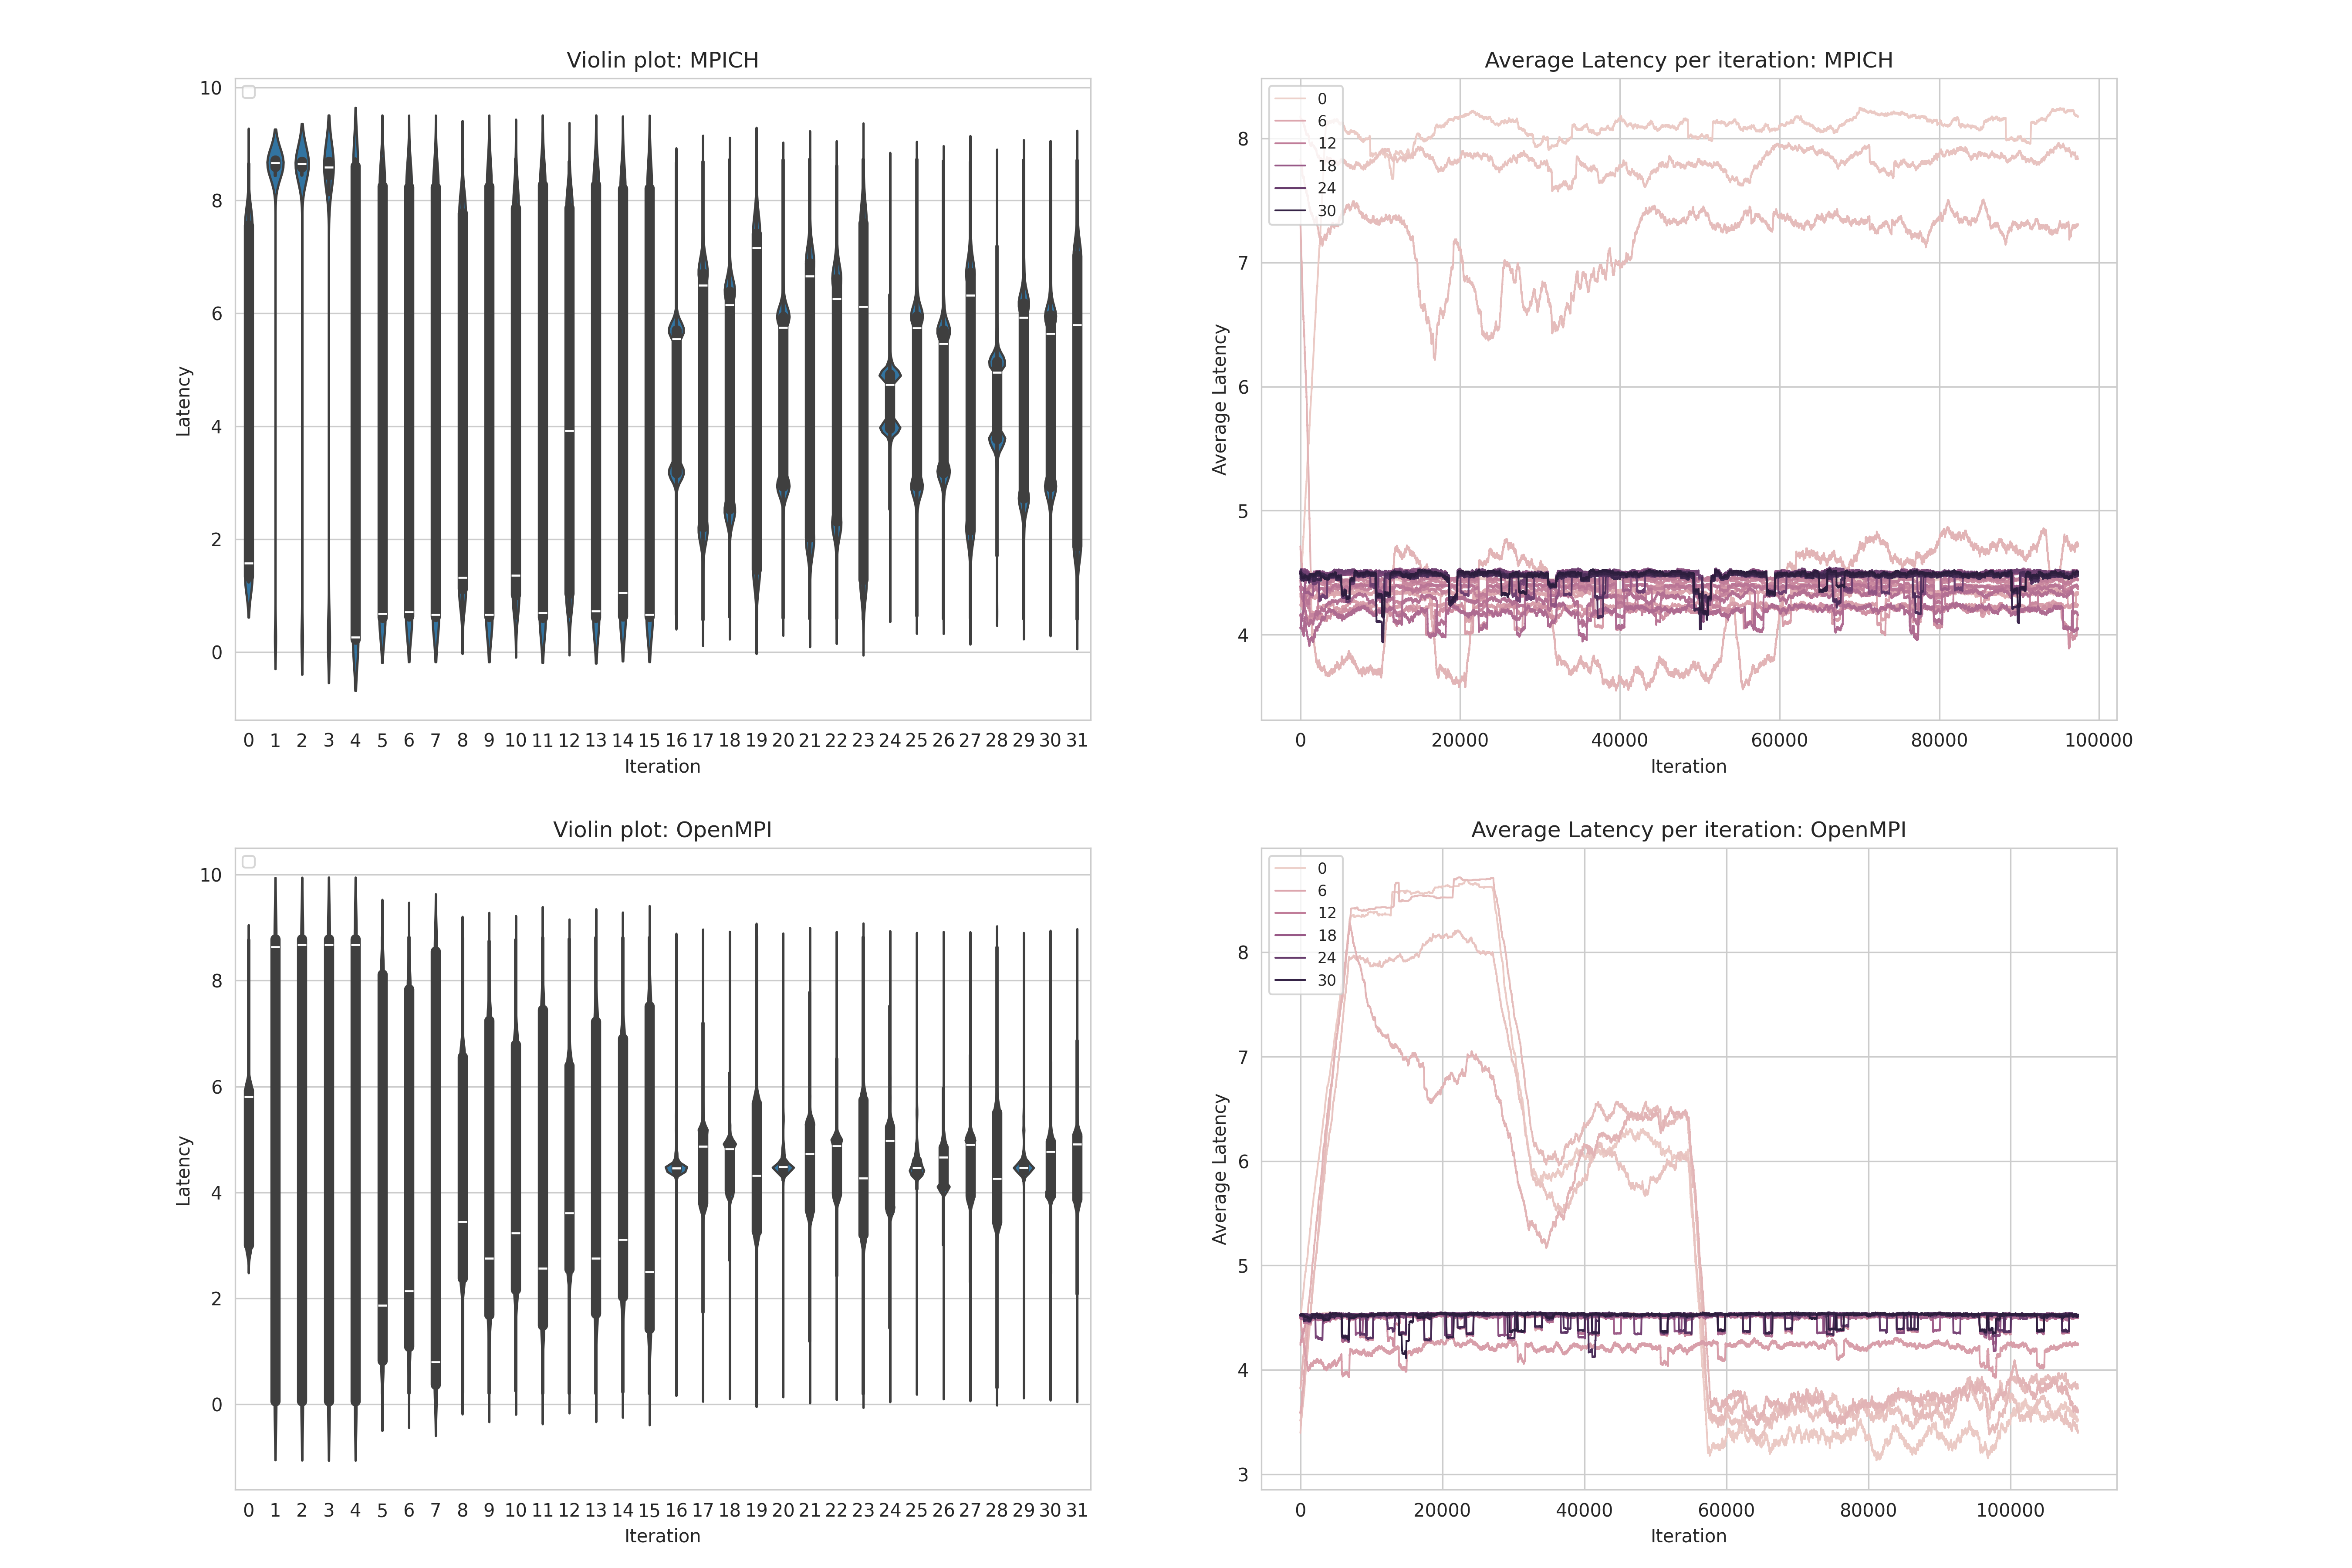 Violin plot: MPICH
10
8
6
4
2
0
Latency
0 1 2 3 4 5 6 7 8 9 10 11 12 13 14 15 16 17 18 19 20 21 22 23 24 25 26 27 28 29 30 31
Iteration
Average Latency per iteration: MPICH
0
6
12
18
24
30
8
7
6
5
4
Average Latency
0 20000 40000 60000 80000 100000
Iteration
Violin plot: OpenMPI
10
8
6
4
2
0
Latency
0 1 2 3 4 5 6 7 8 9 10 11 12 13 14 15 16 17 18 19 20 21 22 23 24 25 26 27 28 29 30 31
Iteration
Average Latency per iteration: OpenMPI
0
6
12
18
24
30
8
7
6
5
4
3
Average Latency
0 20000 40000 60000 80000 100000
Iteration